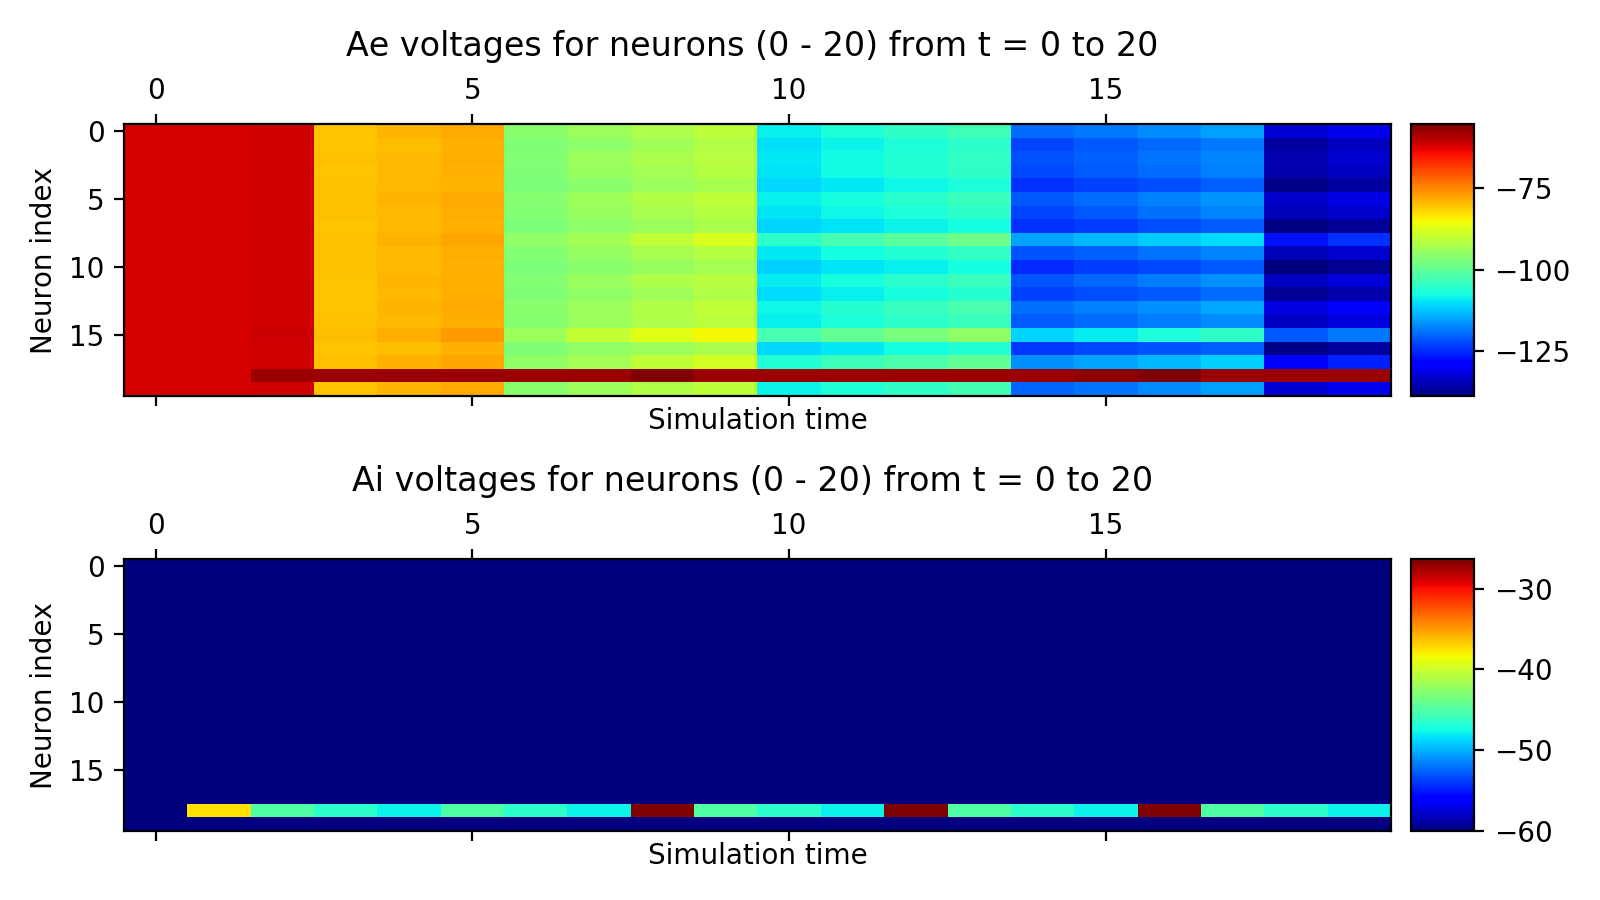 Ae voltages for neurons (0 - 20) from t = 0 to 20
0 5 10 15
Neuron index
0
5
10
15
−75
−100
−125
Simulation time
Ai voltages for neurons (0 - 20) from t = 0 to 20
0 5 10 15
Neuron index
0
5
10
15
−30
−40
−50
−60
Simulation time